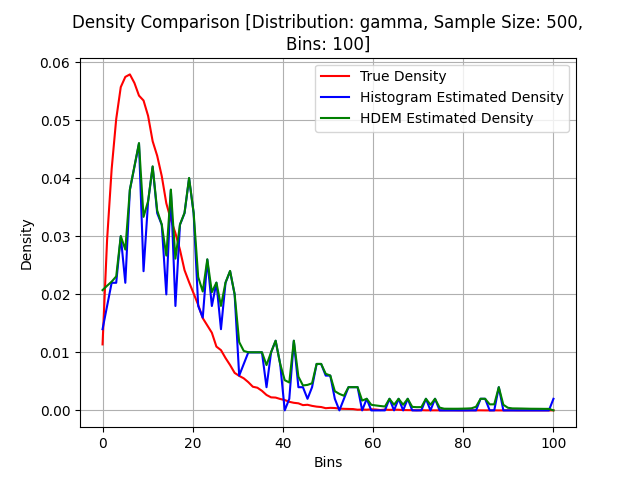 Density Comparison [Distribution: gamma, Sample Size: 500,
Bins: 100]
True Density
Histogram Estimated Density
HDEM Estimated Density
Density
0.06
0.05
0.04
0.03
0.02
0.01
0.00
0 20 40 60 80 100
Bins